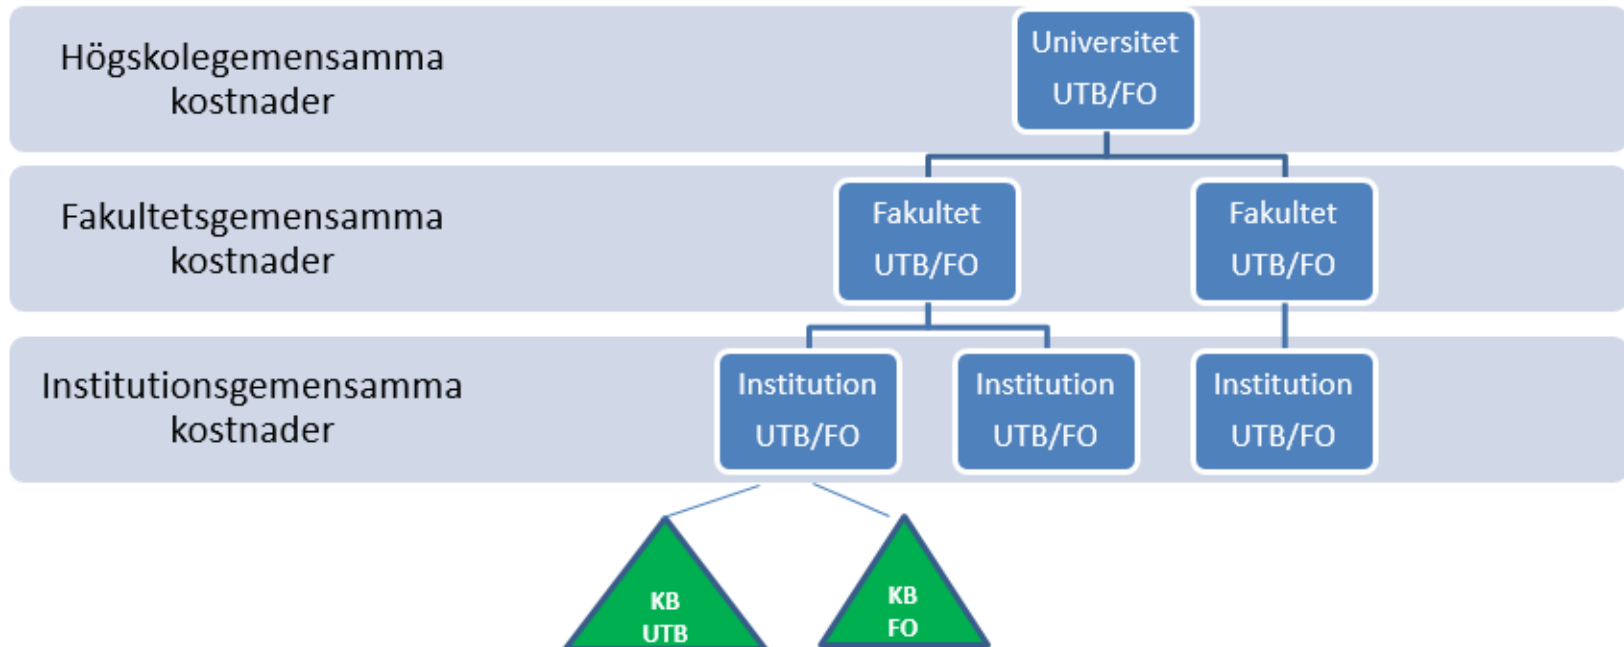 Högskolegemensamma
kostnader
Universitet
UTB/FO
Fakultetsgemensamma
kostnader
Fakultet
UTB/FO
Fakultet
UTB/FO
Institutionsgemensamma
kostnader
Institution
UTB/FO
Institution
UTB/FO
Institution
UTB/FO
KB
UTB
KB
FO